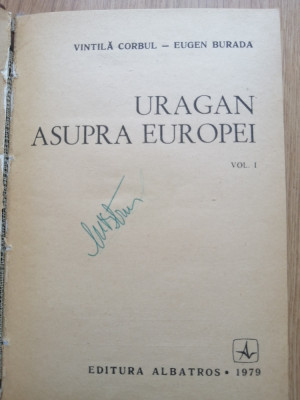 VINTILĂ CORBUL — EUGEN BURADA
URAGAN
ASUPRA EUROPEI
VOL. I
EDITURA ALBATROS • 1979